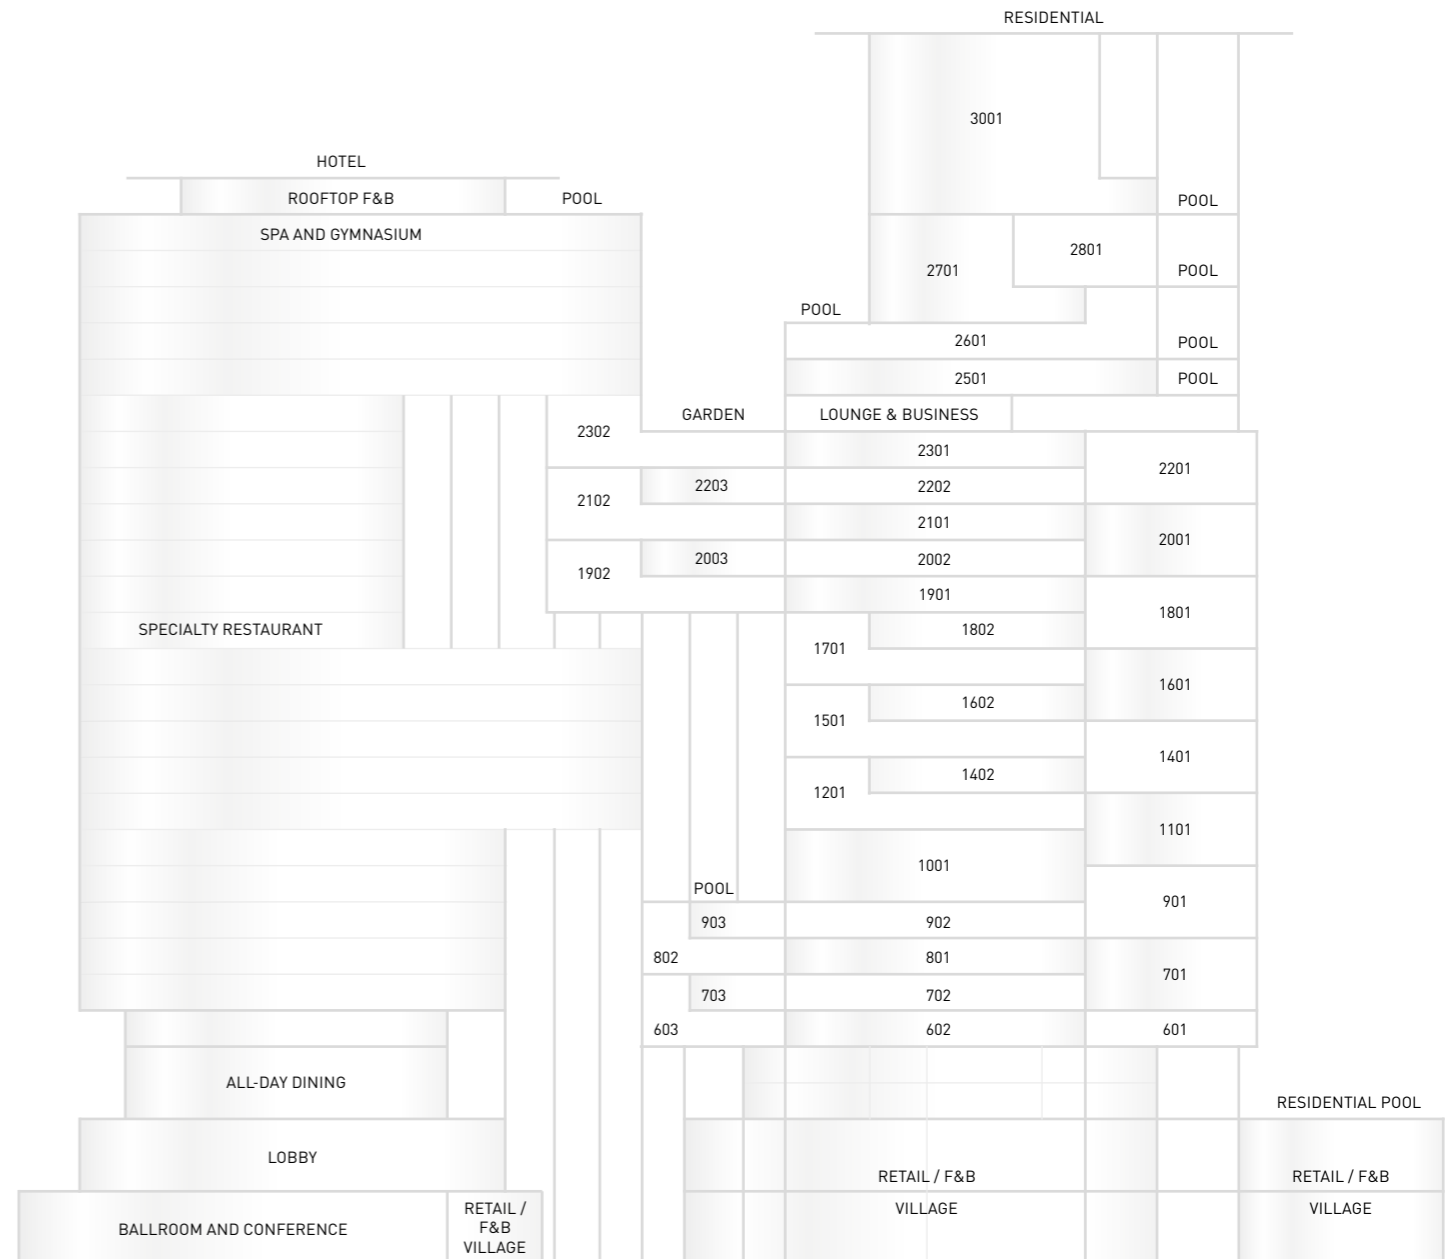 RESIDENTIAL
3001
HOTEL
ROOFTOP F&B
POOL
POOL
SPA AND GYMNASIUM
2801
2701
POOL
POOL
2601
POOL
2501
POOL
GARDEN
LOUNGE & BUSINESS
2302
2301
2201
2203
2202
2102
2101
2001
2003
2002
1902
1901
1801
SPECIALTY RESTAURANT
1802
1701
1601
1602
1501
1401
1402
1201
1101
1001
POOL
901
903
902
802
801
701
703
702
603
602
601
ALL-DAY DINING
RESIDENTIAL POOL
LOBBY
RETAIL / F&B
VILLAGE
RETAIL / F&B
VILLAGE
BALLROOM AND CONFERENCE
RETAIL /
F&B
VILLAGE